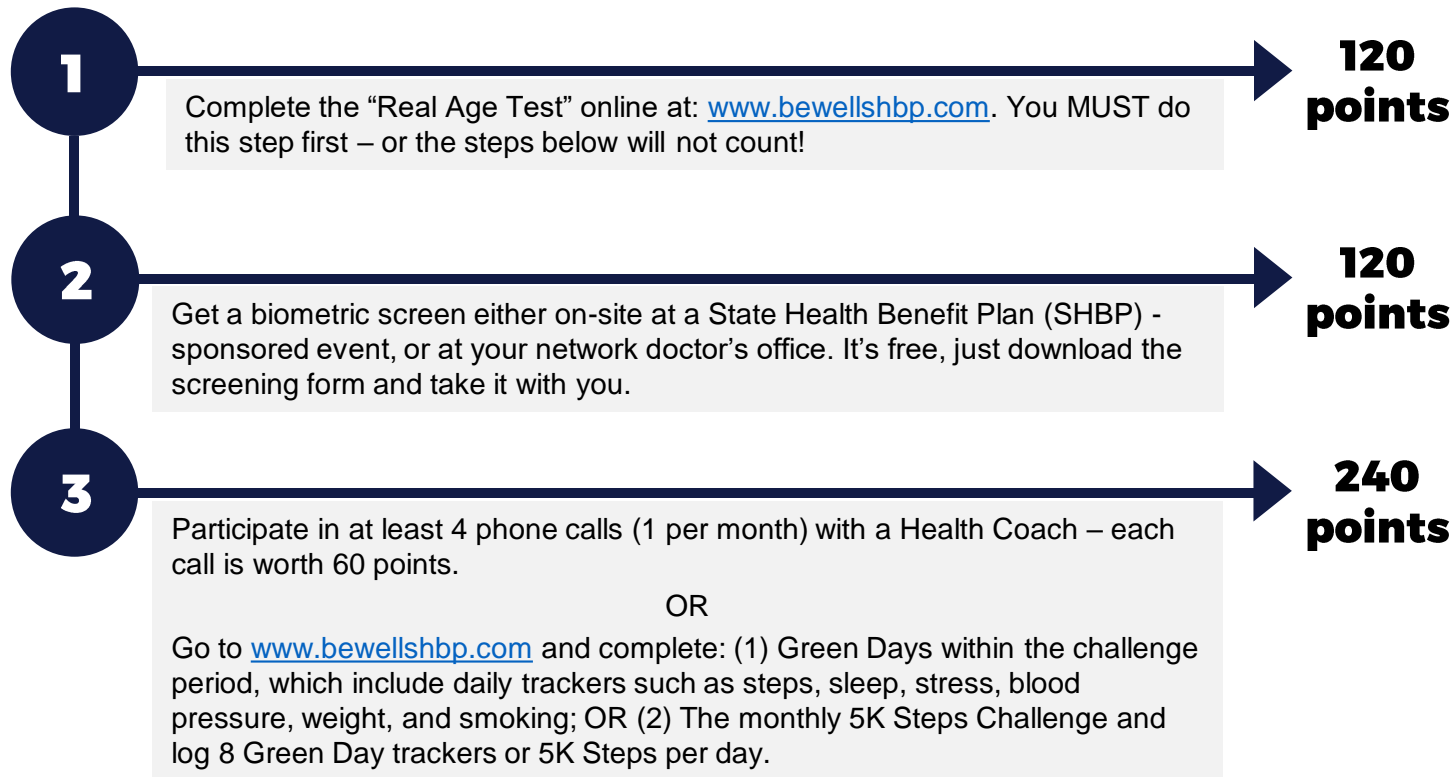 1
120
points
Complete the “Real Age Test” online at: www.bewellshbp.com. You MUST do
this step first – or the steps below will not count!
2
120
points
Get a biometric screen either on-site at a State Health Benefit Plan (SHBP) -
sponsored event, or at your network doctor’s office. It’s free, just download the
screening form and take it with you.
3
240
points
Participate in at least 4 phone calls (1 per month) with a Health Coach – each
call is worth 60 points.
OR
Go to www.bewellshbp.com and complete: (1) Green Days within the challenge
period, which include daily trackers such as steps, sleep, stress, blood
pressure, weight, and smoking; OR (2) The monthly 5K Steps Challenge and
log 8 Green Day trackers or 5K Steps per day.